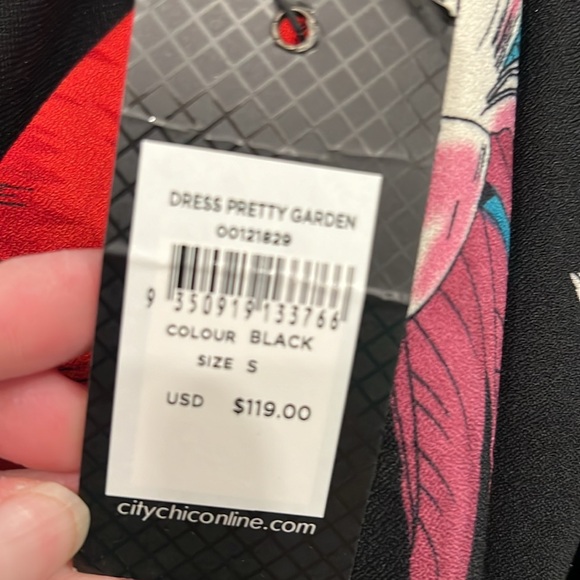 DRESS PRETTY GARDEN
00121829
9 350919 133766
COLOUR BLACK
SIZE S
USD $119.00
citychiconline.com